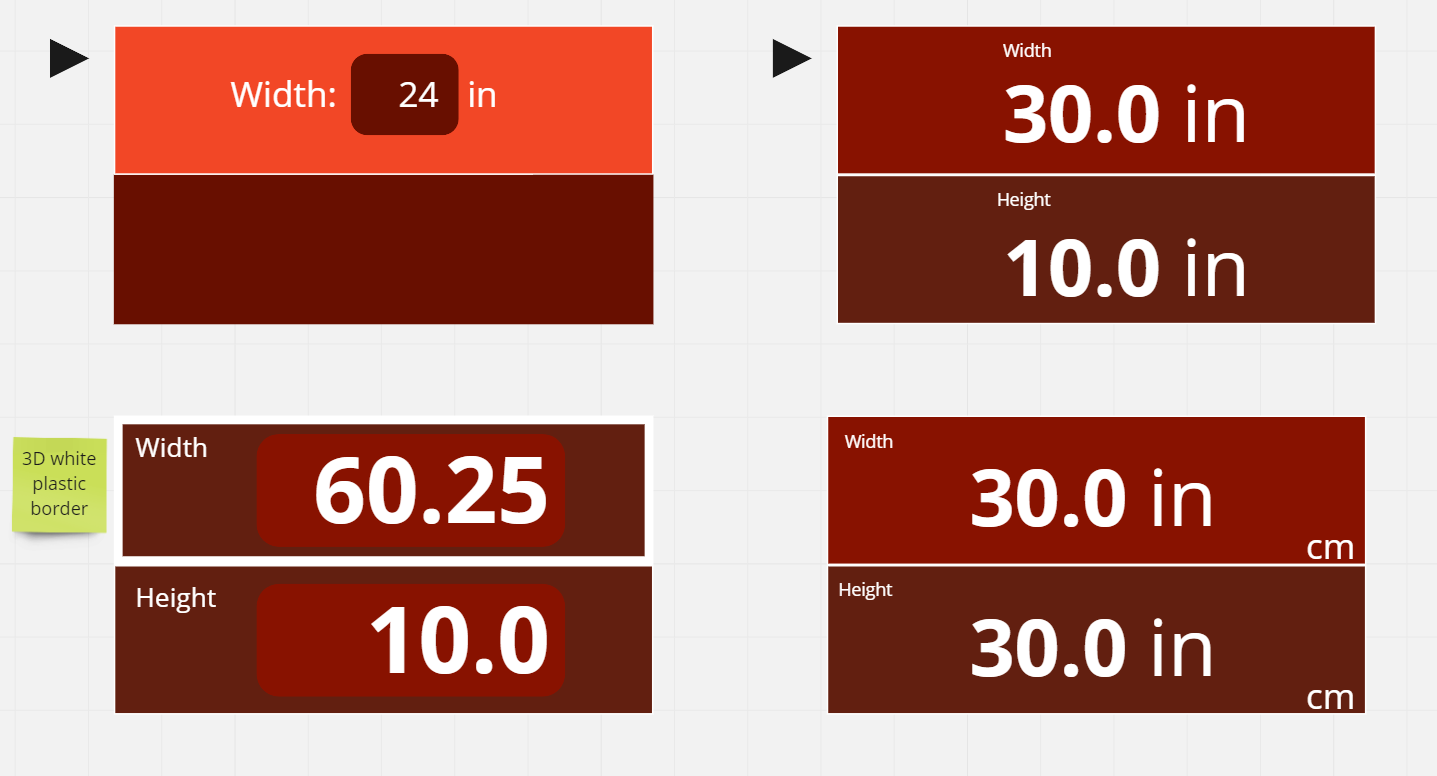 Width: 24 in
Width
30.0 in
Height
10.0 in
3D white
plastic
border
Width
60.25
Height
10.0
Width
30.0 in
cm
Height
30.0 in
cm